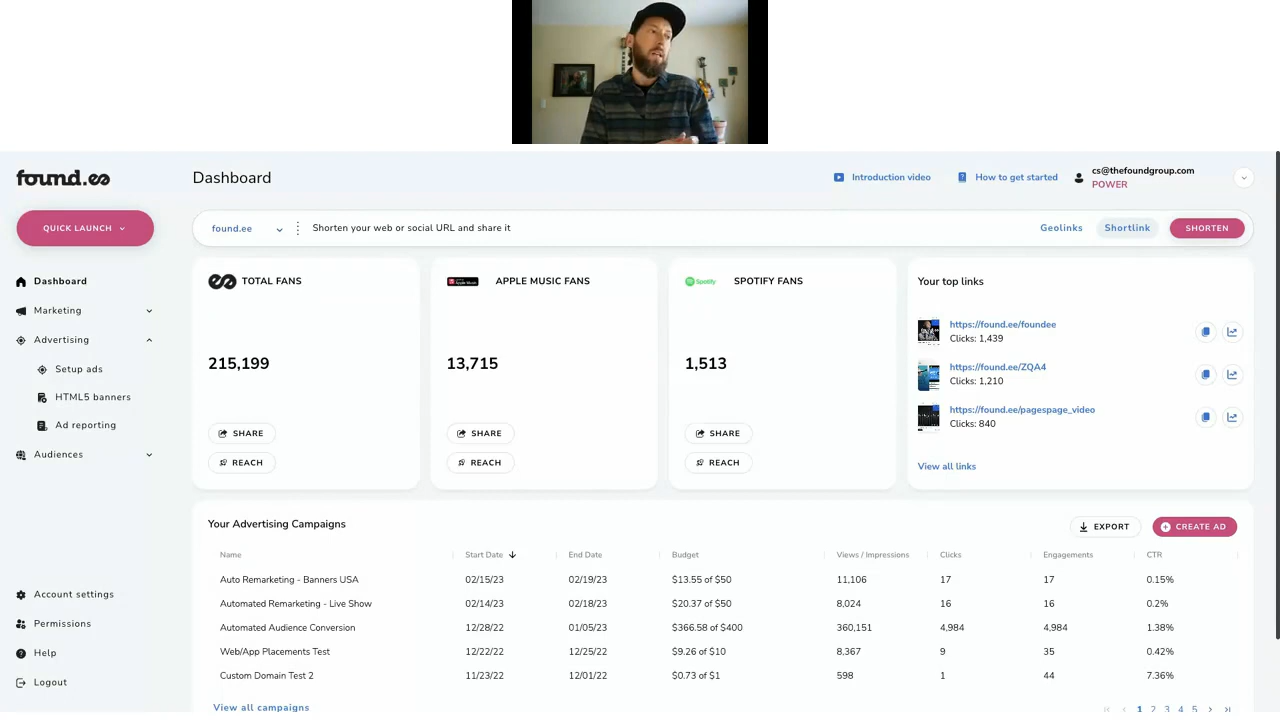 found.ee
Dashboard
Introduction video
How to get started
cs@thefoundgroup.com
POWER
QUICK LAUNCH
found.ee
Shorten your web or social URL and share it
Geolinks
Shortlink
SHORTEN
Dashboard
Marketing
Advertising
Setup ads
HTML5 banners
Ad reporting
Audiences
Account settings
Permissions
Help
Logout
TOTAL FANS
215,199
SHARE
REACH
APPLE MUSIC FANS
13,715
SHARE
REACH
Spotify
SPOTIFY FANS
1,513
SHARE
REACH
Your top links
https://found.ee/foundee
Clicks: 1,439
https://found.ee/ZQA4
Clicks: 1,210
https://found.ee/pagespage_video
Clicks: 840
View all links
Your Advertising Campaigns
EXPORT
CREATE AD
Name Start Date End Date Budget Views / Impressions Clicks Engagements CTR
Auto Remarketing - Banners USA 02/15/23 02/19/23 $13.55 of $50 11,106 17 17 0.15%
Automated Remarketing - Live Show 02/14/23 02/18/23 $20.37 of $50 8,024 16 16 0.2%
Automated Audience Conversion 12/28/22 01/05/23 $366.58 of $400 360,151 4,984 4,984 1.38%
Web/App Placements Test 12/22/22 12/25/22 $9.26 of $10 8,367 9 35 0.42%
Custom Domain Test 2 11/23/22 12/01/22 $0.73 of $1 598 1 44 7.36%
View all campaigns
1 2 3 4 5